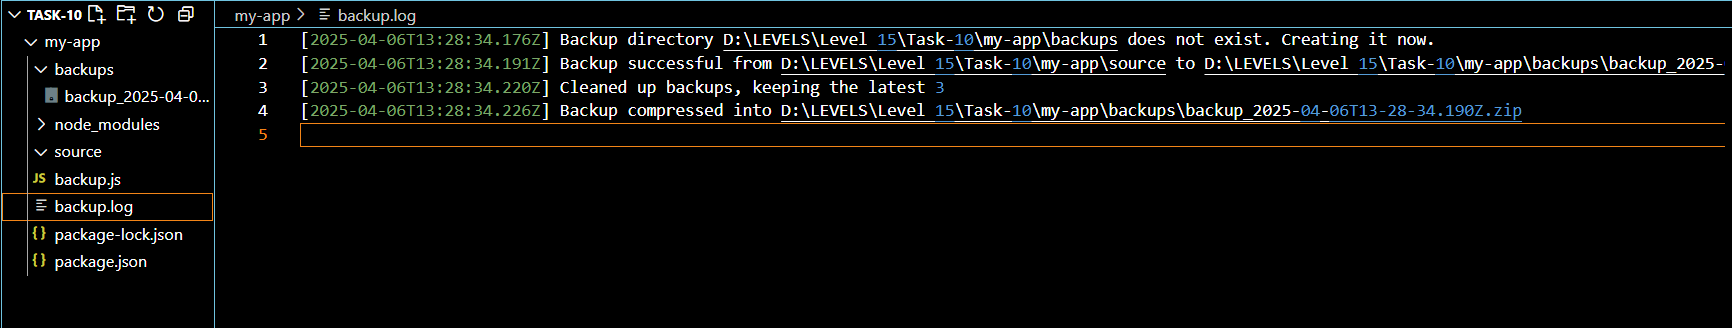 TASK-10
my-app
backups
backup_2025-04-0...
node_modules
source
JS backup.js
backup.log
{} package-lock.json
{} package.json
my-app > backup.log
1 [2025-04-06T13:28:34.176Z] Backup directory D:\LEVELS\Level 15\Task-10\my-app\backups does not exist. Creating it now.
2 [2025-04-06T13:28:34.191Z] Backup successful from D:\LEVELS\Level 15\Task-10\my-app\source to D:\LEVELS\Level 15\Task-10\my-app\backups\backup_2025-
3 [2025-04-06T13:28:34.220Z] Cleaned up backups, keeping the latest 3
4 [2025-04-06T13:28:34.226Z] Backup compressed into D:\LEVELS\Level 15\Task-10\my-app\backups\backup_2025-04-06T13-28-34.190Z.zip
5